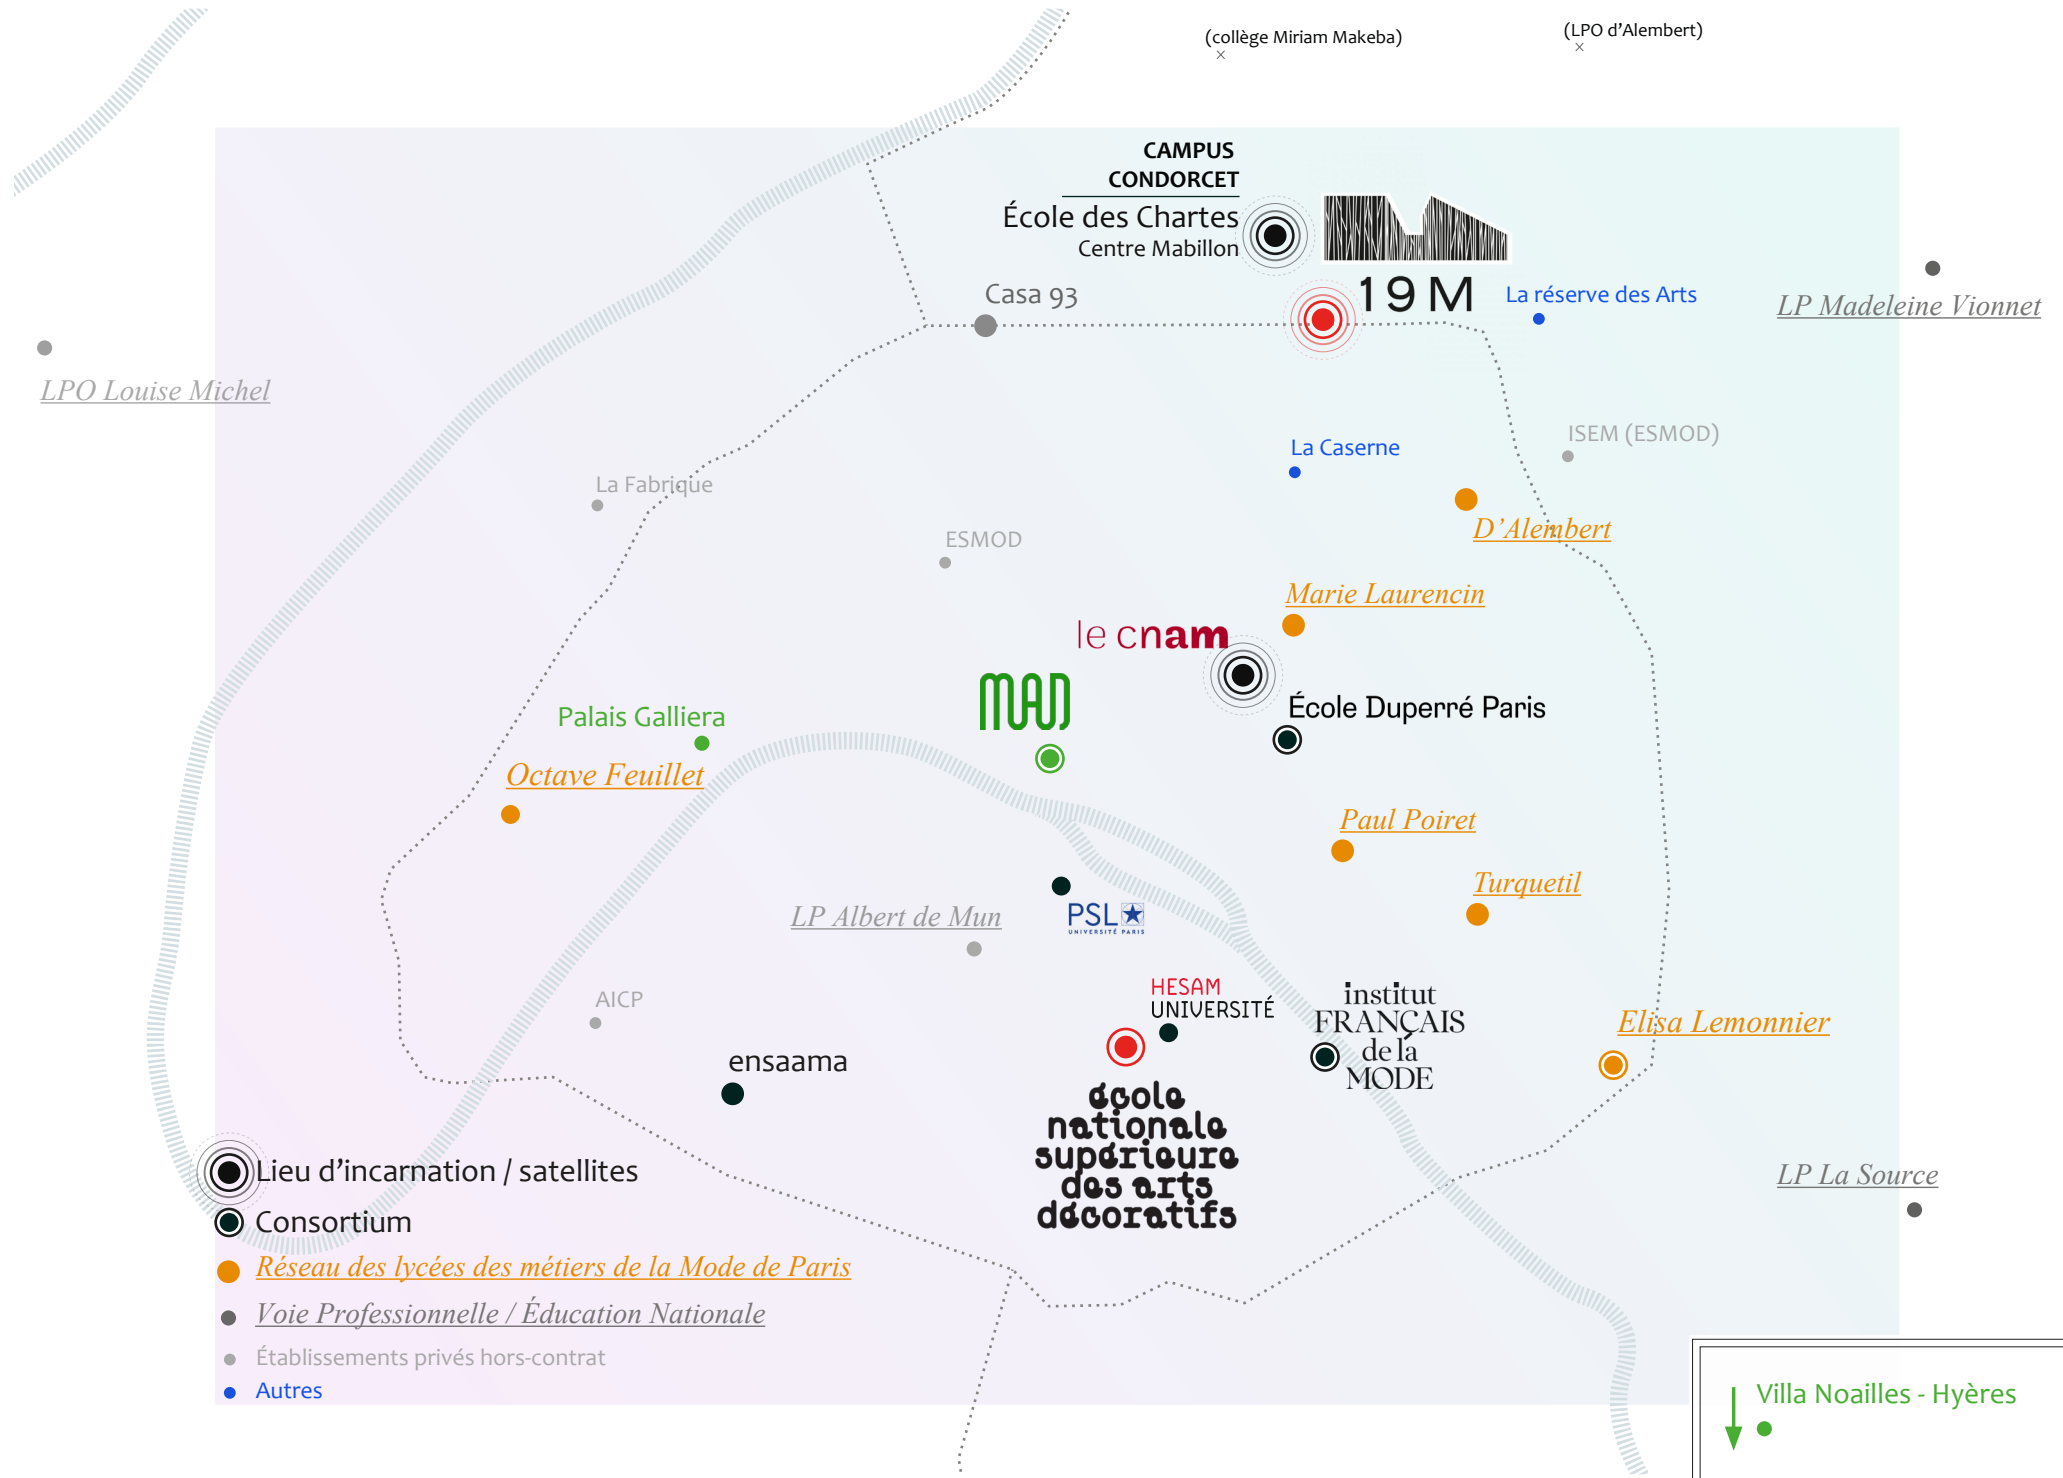 (collège Miriam Makeba)
(LPO d'Alembert)
CAMPUS
CONDORCET
École des Chartes
Centre Mabillon
19M
Casa 93
La réserve des Arts
LP Madeleine Vionnet
LPO Louise Michel
La Caserne
ISEM (ESMOD)
La Fabrique
D'Alembert
ESMOD
Marie Laurencin
le cnam
MAD
École Duperré Paris
Palais Galliera
Octave Feuillet
Paul Poiret
Turquetil
LP Albert de Mun
PSL
UNIVERSITÉ PARIS
HESAM
UNIVERSITÉ
AICP
institut
FRANÇAIS
de la
MODE
Elisa Lemonnier
ensaama
école
nationale
supérieure
des arts
décoratifs
Lieu d'incarnation / satellites
LP La Source
Consortium
Réseau des lycées des métiers de la Mode de Paris
Voie Professionnelle / Éducation Nationale
Établissements privés hors-contrat
Autres
Villa Noailles - Hyères